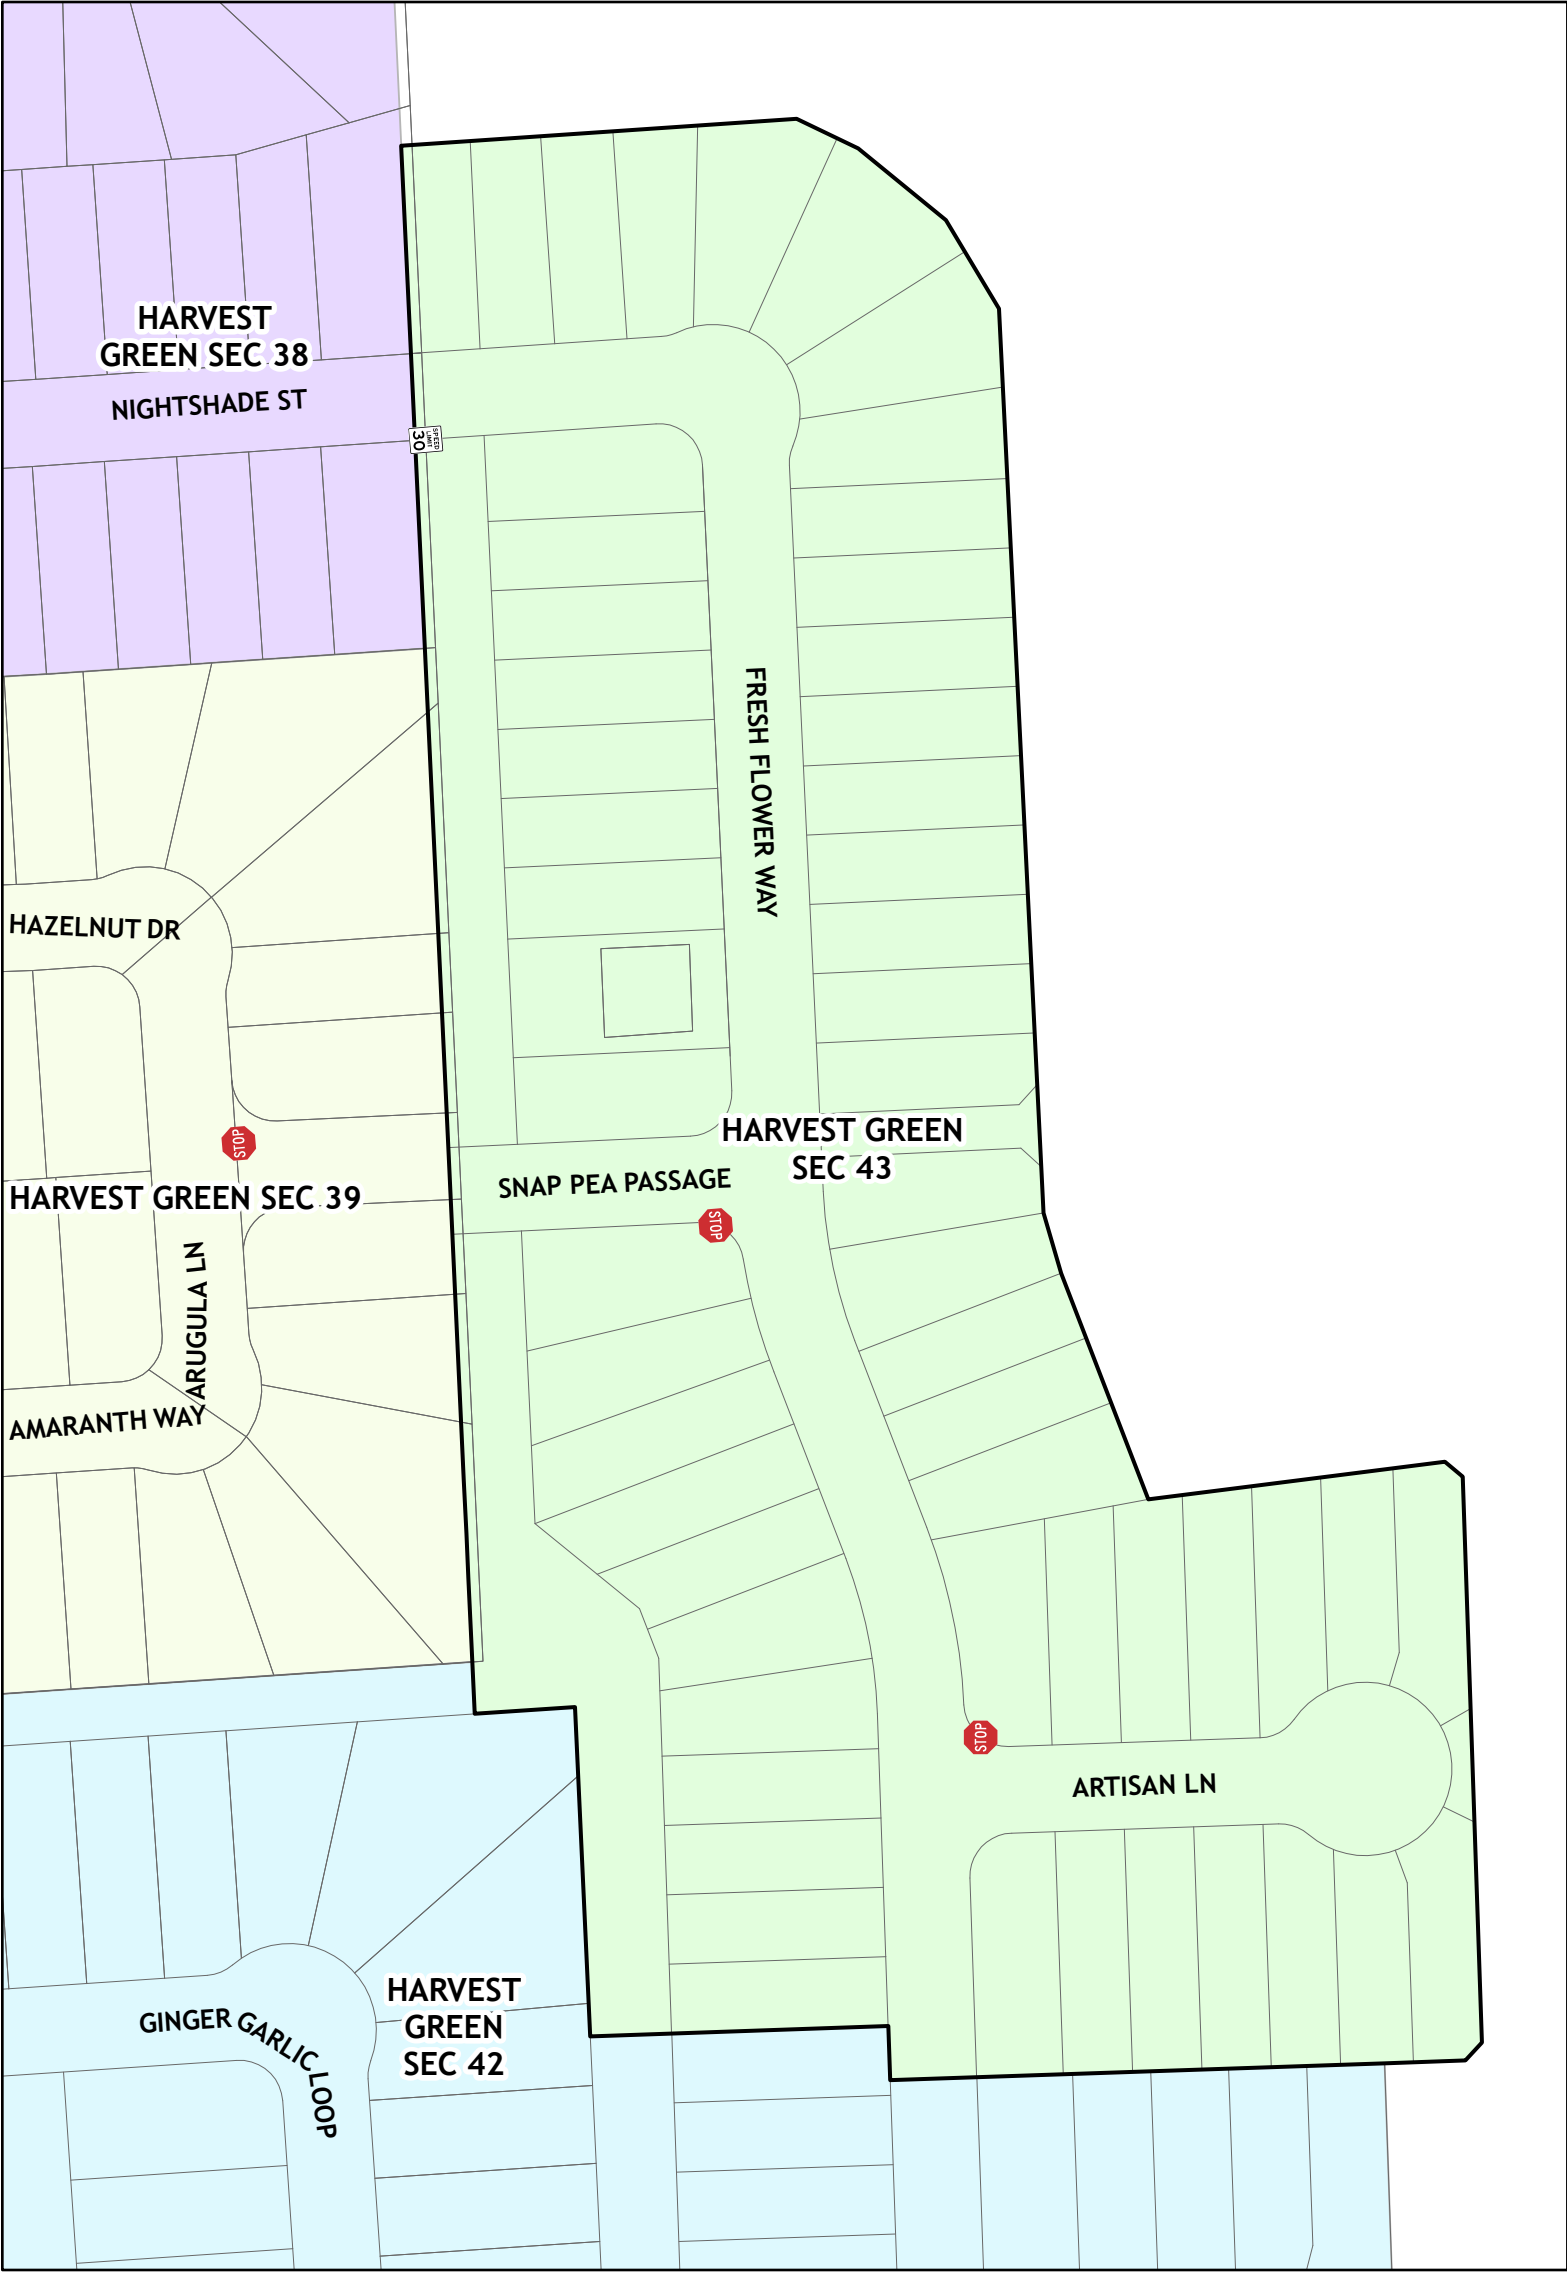 HARVEST
GREEN SEC 38
NIGHTSHADE ST
SPEED
LIMIT
30
FRESH FLOWER WAY
HAZELNUT DR
STOP
HARVEST GREEN
SEC 43
SNAP PEA PASSAGE
HARVEST GREEN SEC 39
STOP
ARUGULA LN
AMARANTH WAY
STOP
ARTISAN LN
HARVEST
GREEN
SEC 42
GINGER GARLIC LOOP